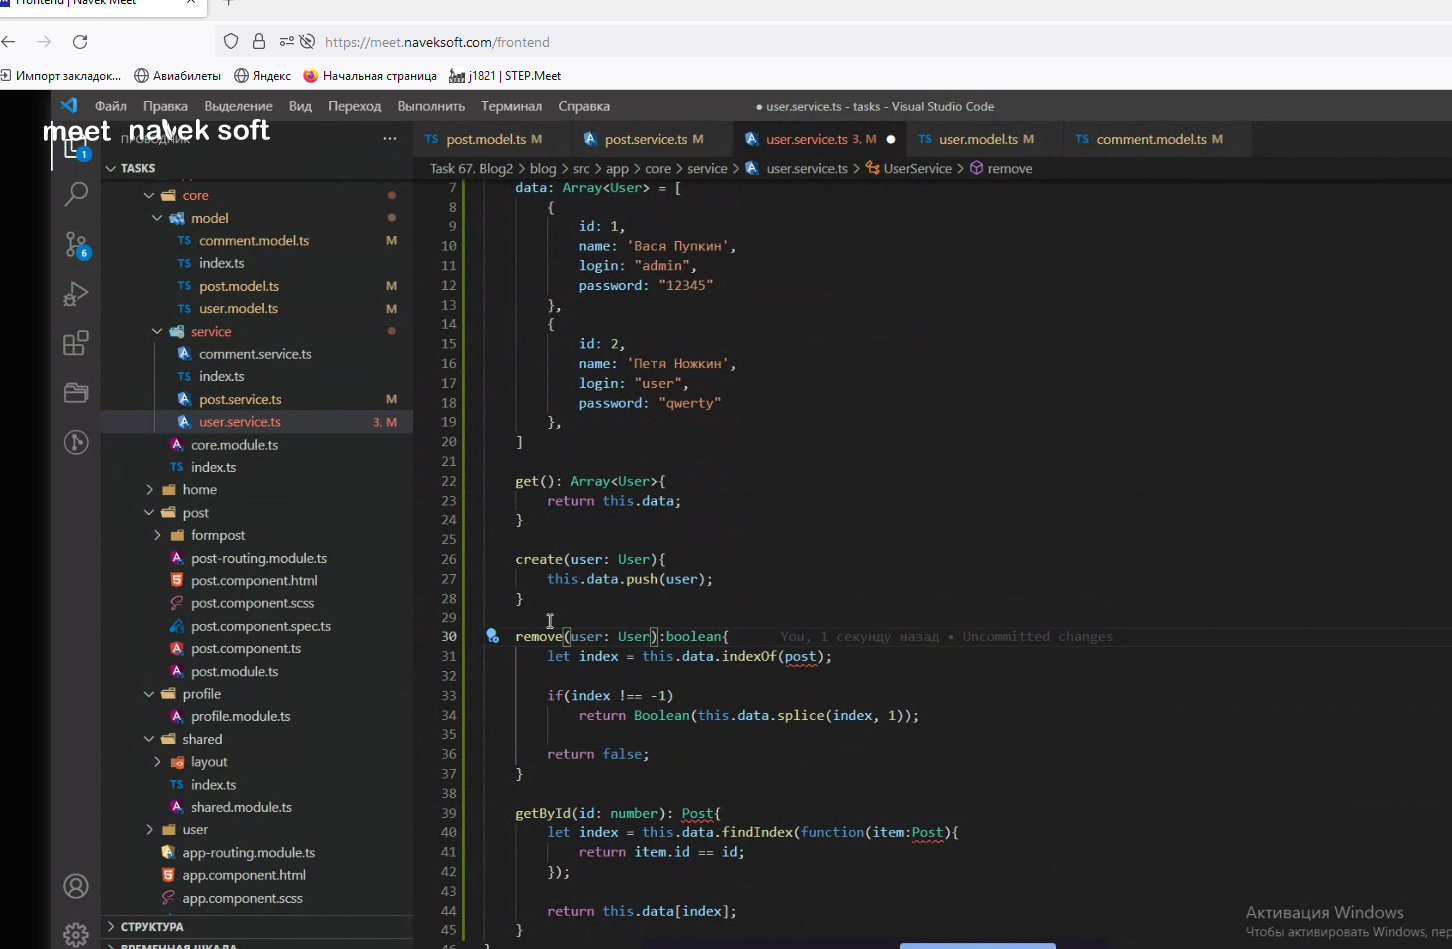 Frontend | Navek Meet
https://meet.naveksoft.com/frontend
Импорт закладок... Авиабилеты Яндекс Начальная страница j1821 | STEP.Meet
Файл Правка Выделение Вид Переход Выполнить Терминал Справка ● user.service.ts - tasks - Visual Studio Code
meet navek soft
ПРОВОДНИК ...
post.model.ts M post.service.ts M user.service.ts 3, M user.model.ts M comment.model.ts M
TASKS
Task 67. Blog2 > blog > src > app > core > service > user.service.ts > UserService > remove
1
6
core
model
TS comment.model.ts M
TS index.ts
TS post.model.ts M
TS user.model.ts M
service
comment.service.ts
TS index.ts
post.service.ts M
user.service.ts 3, M
core.module.ts
TS index.ts
home
post
formpost
post-routing.module.ts
post.component.html
post.component.scss
post.component.spec.ts
post.component.ts
post.module.ts
profile
profile.module.ts
shared
layout
TS index.ts
shared.module.ts
user
app-routing.module.ts
app.component.html
app.component.scss
СТРУКТУРА
ВРЕМЕННАЯ ШКАЛА
7 data: Array<User> = [
8 {
9 id: 1,
10 name: 'Вася Пупкин',
11 login: "admin",
12 password: "12345"
13 },
14 {
15 id: 2,
16 name: 'Петя Ножкин',
17 login: "user",
18 password: "qwerty"
19 },
20 ]
21
22 get(): Array<User>{
23 return this.data;
24 }
25
26 create(user: User){
27 this.data.push(user);
28 }
29
30 remove(user: User):boolean{ You, 1 секунду назад • Uncommitted changes
31 let index = this.data.indexOf(post);
32
33 if(index !== -1)
34 return Boolean(this.data.splice(index, 1));
35
36 return false;
37 }
38
39 getById(id: number): Post{
40 let index = this.data.findIndex(function(item:Post){
41 return item.id == id;
42 });
43
44 return this.data[index];
45 }
46 }
Активация Windows
Чтобы активировать Windows, пер